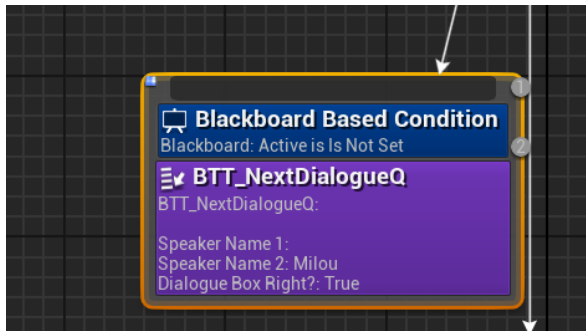 1
Blackboard Based Condition
Blackboard: Active is Is Not Set
2
BTT_NextDialogueQ
BTT_NextDialogueQ:
Speaker Name 1:
Speaker Name 2: Milou
Dialogue Box Right?: True